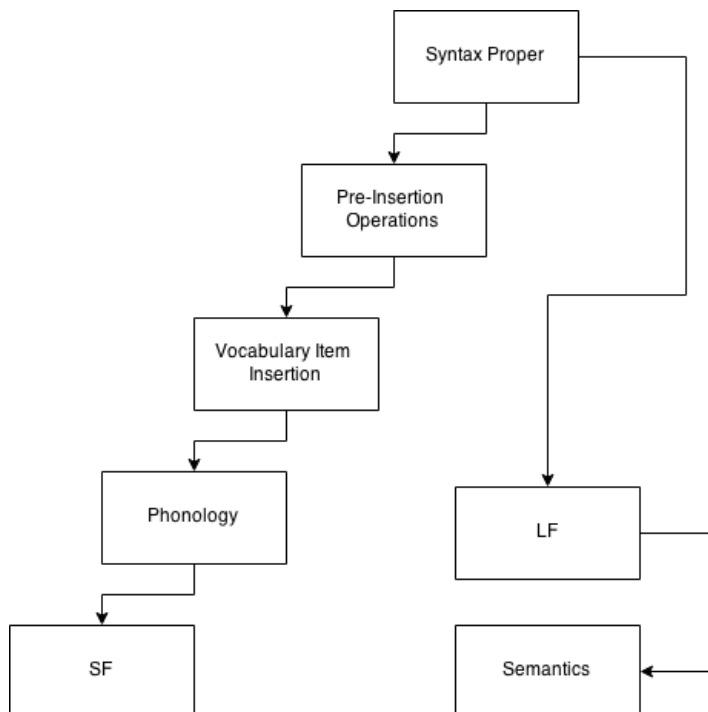 Syntax Proper
Pre-Insertion
Operations
Vocabulary Item
Insertion
Phonology
LF
SF
Semantics